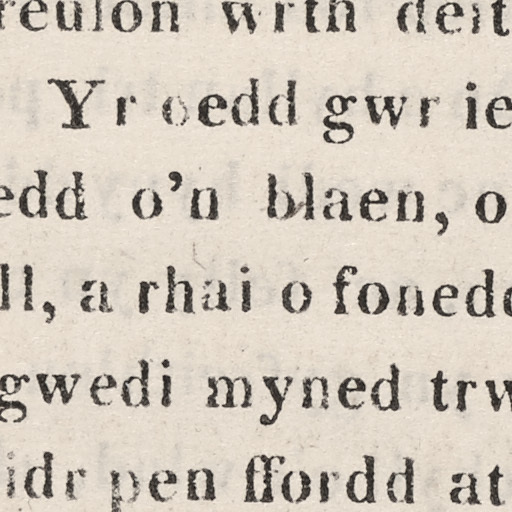 reulon wrth deit
Yr oedd gwr ie
edd o'n blaen, o
ll, a rhai o fonedd
gwedi myned trw
idr pen ffordd at